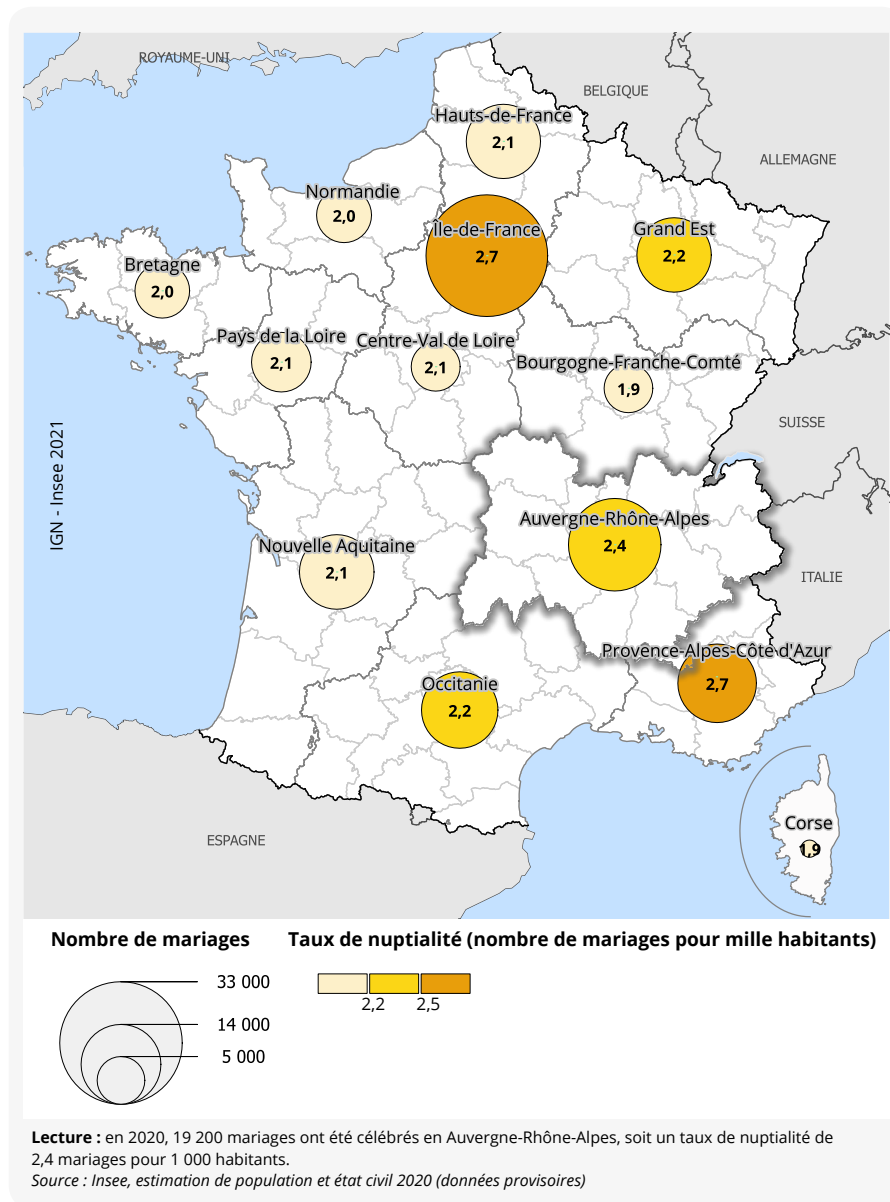 ROYAUME-UNI
BELGIQUE
Hauts-de-France
2,1
ALLEMAGNE
Normandie
2,0
Île-de-France
2,7
Grand Est
2,2
Bretagne
2,0
Pays de la Loire
2,1
Centre-Val de Loire
2,1
Bourgogne-Franche-Comté
1,9
SUISSE
IGN - Insee 2021
Auvergne-Rhône-Alpes
2,4
Nouvelle Aquitaine
2,1
ITALIE
Provence-Alpes-Côte d'Azur
2,7
Occitanie
2,2
Corse
1,9
ESPAGNE
Nombre de mariages
33 000
14 000
5 000
Taux de nuptialité (nombre de mariages pour mille habitants)
2,2 2,5
Lecture : en 2020, 19 200 mariages ont été célébrés en Auvergne-Rhône-Alpes, soit un taux de nuptialité de
2,4 mariages pour 1 000 habitants.
Source : Insee, estimation de population et état civil 2020 (données provisoires)